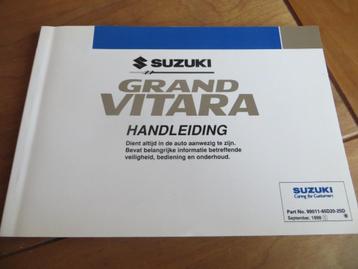 SUZUKI
GRAND
VITARA
HANDLEIDING
Dient altijd in de auto aanwezig te zijn.
Bevat belangrijke informatie betreffende
veiligheid, bediening en onderhoud.
SUZUKI
Caring for Customers
Part No. 99011-65D20-25D
September, 1999